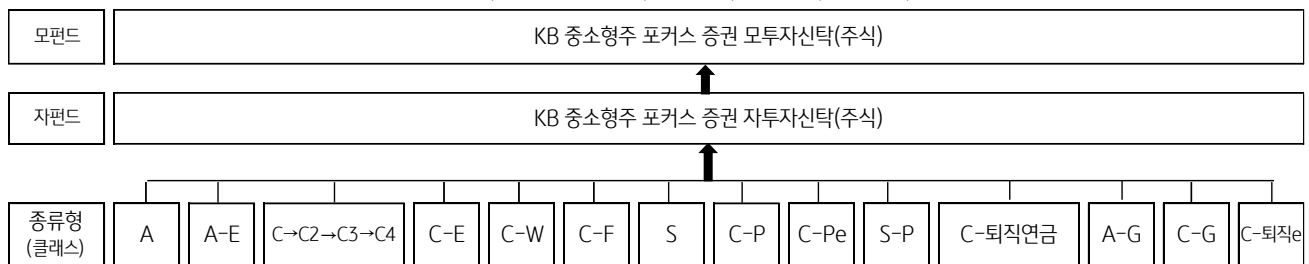 모펀드
KB 중소형주 포커스 증권 모투자신탁(주식)
자펀드
KB 중소형주 포커스 증권 자투자신탁(주식)
종류형
(클래스)
A
A-E
C→C2→C3→C4
C-E
C-W
C-F
S
C-P
C-Pe
S-P
C-퇴직연금
A-G
C-G
C-퇴직e